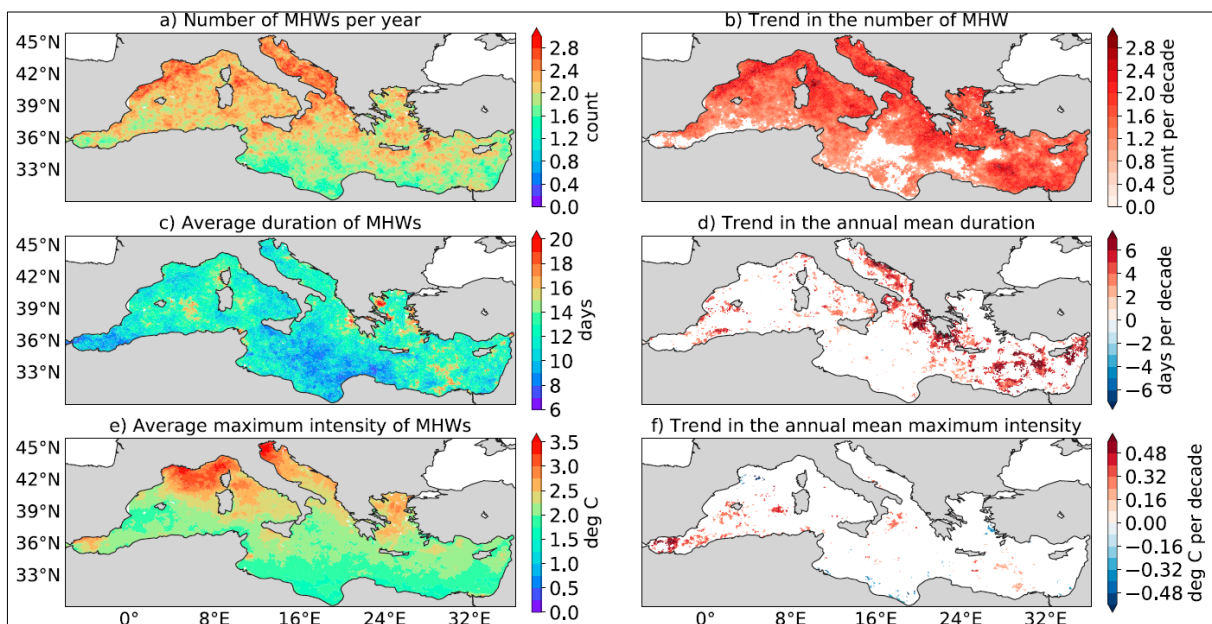 a) Number of MHWs per year
b) Trend in the number of MHW
45°N
42°N
39°N
36°N
33°N
2.8
2.4
2.0
1.6
1.2
0.8
0.4
0.0
count
2.8
2.4
2.0
1.6
1.2
0.8
0.4
0.0
count per decade
c) Average duration of MHWs
d) Trend in the annual mean duration
45°N
42°N
39°N
36°N
33°N
20
18
16
14
12
10
8
6
days
6
4
2
0
−2
−4
−6
days per decade
e) Average maximum intensity of MHWs
f) Trend in the annual mean maximum intensity
45°N
42°N
39°N
36°N
33°N
3.5
3.0
2.5
2.0
1.5
1.0
0.5
0.0
deg C
0.48
0.32
0.16
0.00
−0.16
−0.32
−0.48
deg C per decade
0° 8°E 16°E 24°E 32°E
0° 8°E 16°E 24°E 32°E